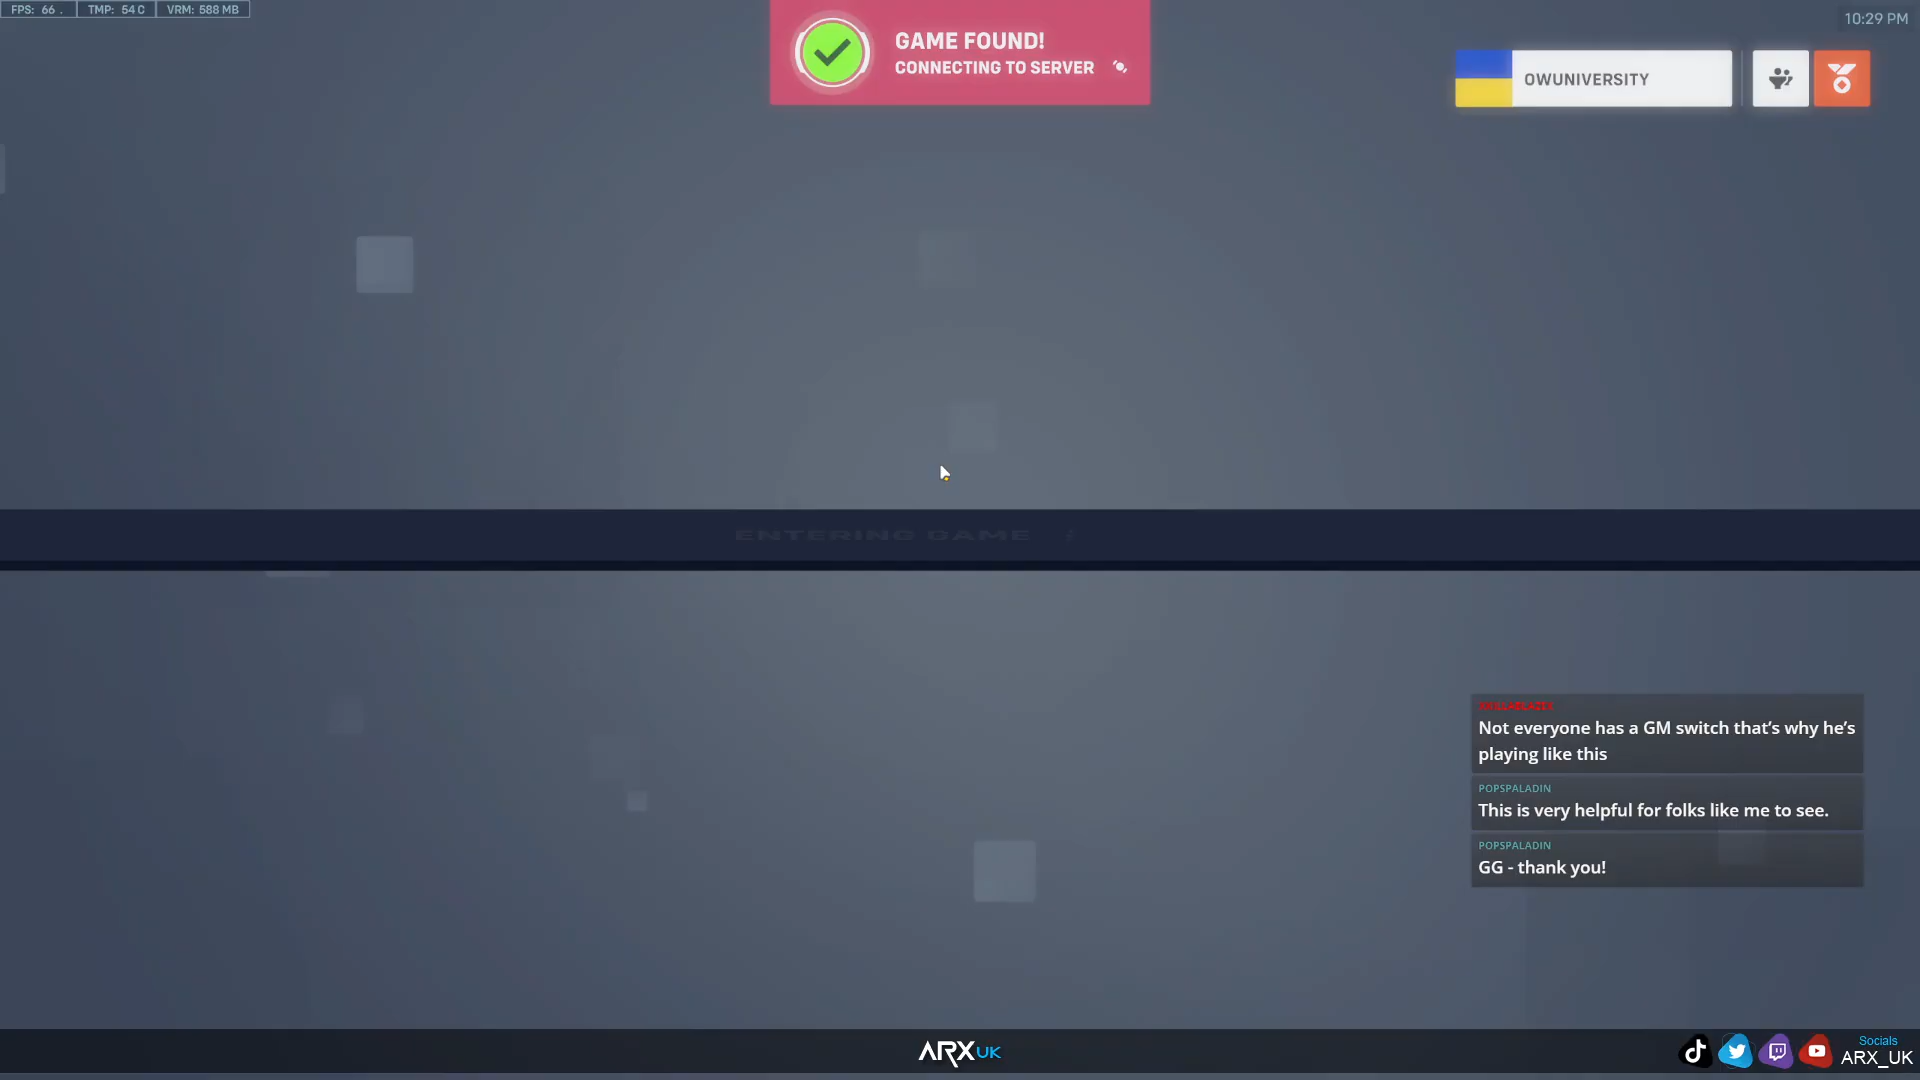 FPS: 66 .
TMP: 54 C
VRM: 588 MB
GAME FOUND!
CONNECTING TO SERVER
10:29 PM
OWUNIVERSITY
ENTERING GAME
Not everyone has a GM switch that's why he's
playing like this
POPSPALADIN
This is very helpful for folks like me to see.
POPSPALADIN
GG - thank you!
ARX UK
Socials
ARX_UK